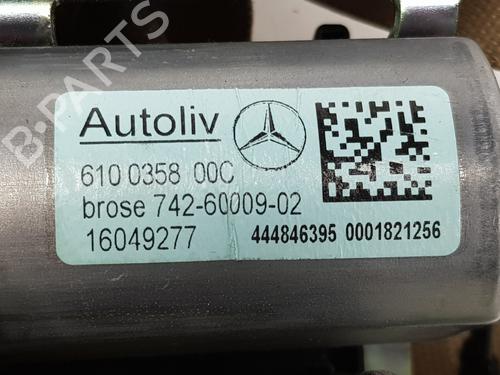 B-PARTS
Autoliv
610 0358 00C
brose 742-60009-02
16049277
444846395 0001821256